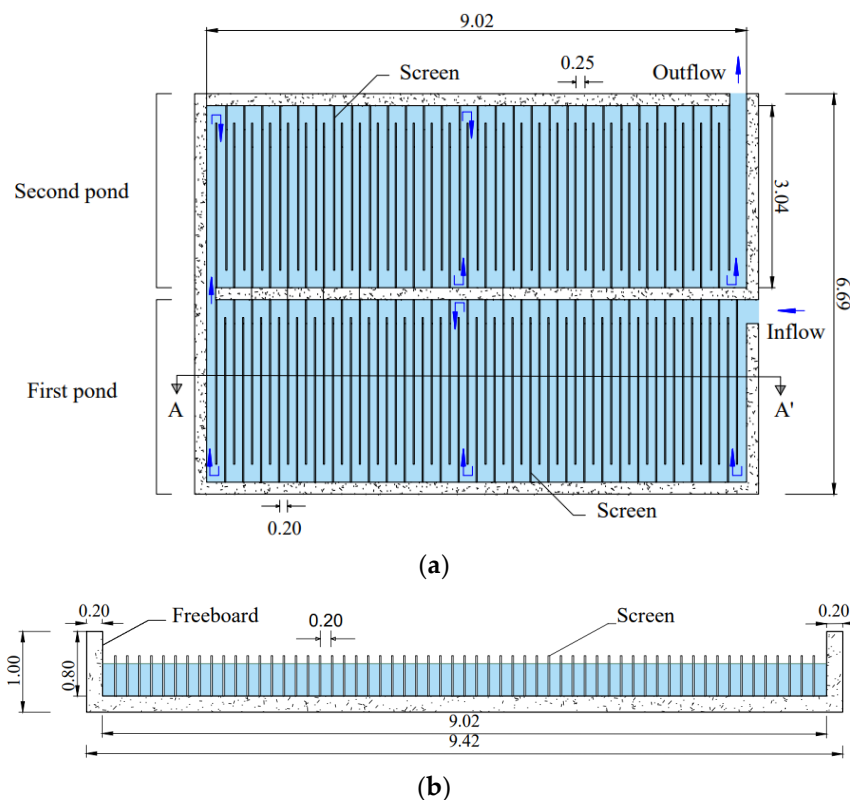 9.02
0.25
Screen
Outflow
Second pond
3.04
6.69
Inflow
First pond
A
A'
Screen
0.20
(a)
0.20
Freeboard
0.20
Screen
0.20
1.00
0.80
9.02
9.42
(b)